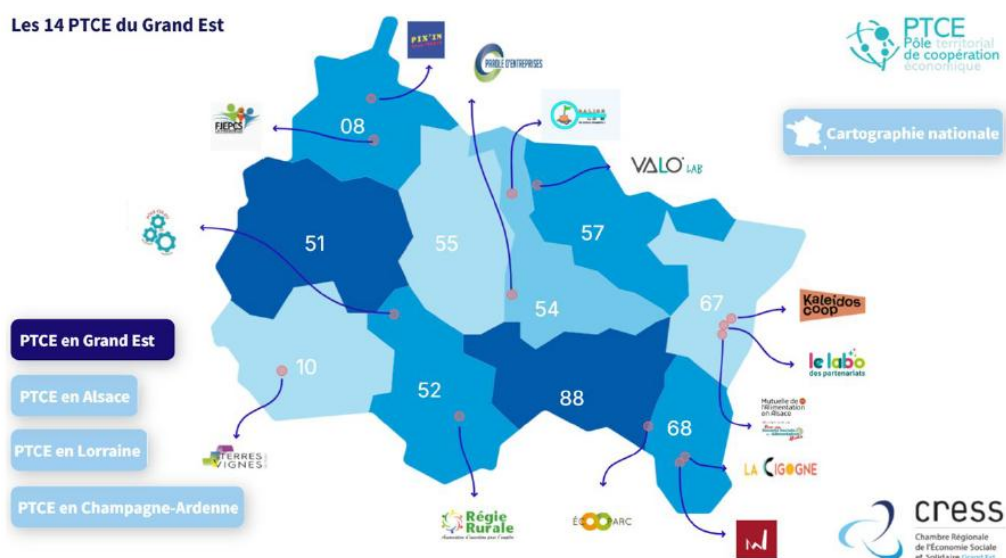 Les 14 PTCE du Grand Est
PIX'IN
PAROLE D'ENTREPRISES
PTCE
Pôle territorial
de coopération
économique
FJEPCS
08
Cartographie nationale
VALO' LAB
51
55
57
54
67
Kaleidos
coop
PTCE en Grand Est
10
le labo
des partenariats
PTCE en Alsace
52
88
68
Mutuelle de
l'Alimentation
en Alsace
PTCE en Lorraine
TERRES
VIGNES
LA CIGOGNE
PTCE en Champagne-Ardenne
Régie
Rurale
ÉCOOPARC
cress
Chambre Régionale
de l'Économie Sociale
et Solidaire Grand Est